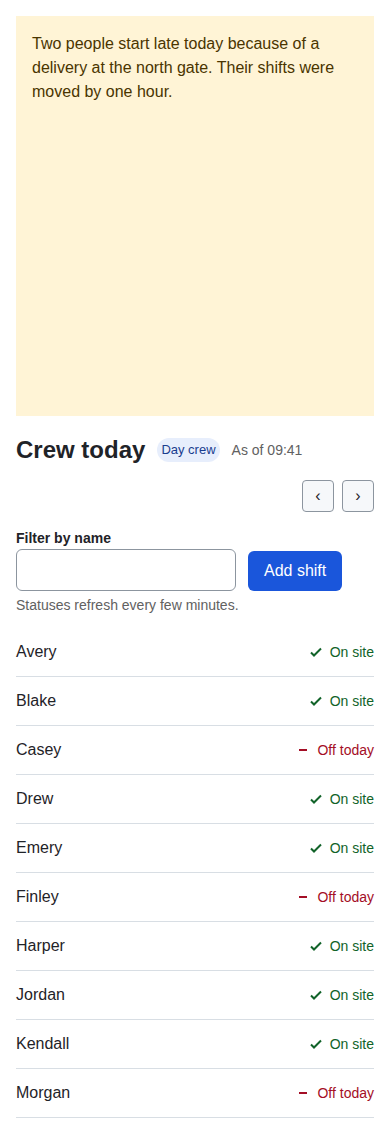 Two people start late today because of a
delivery at the north gate. Their shifts were
moved by one hour.
Crew today Day crew As of 09:41
‹ ›
Filter by name
Add shift
Statuses refresh every few minutes.
Avery On site
Blake On site
Casey Off today
Drew On site
Emery On site
Finley Off today
Harper On site
Jordan On site
Kendall On site
Morgan Off today